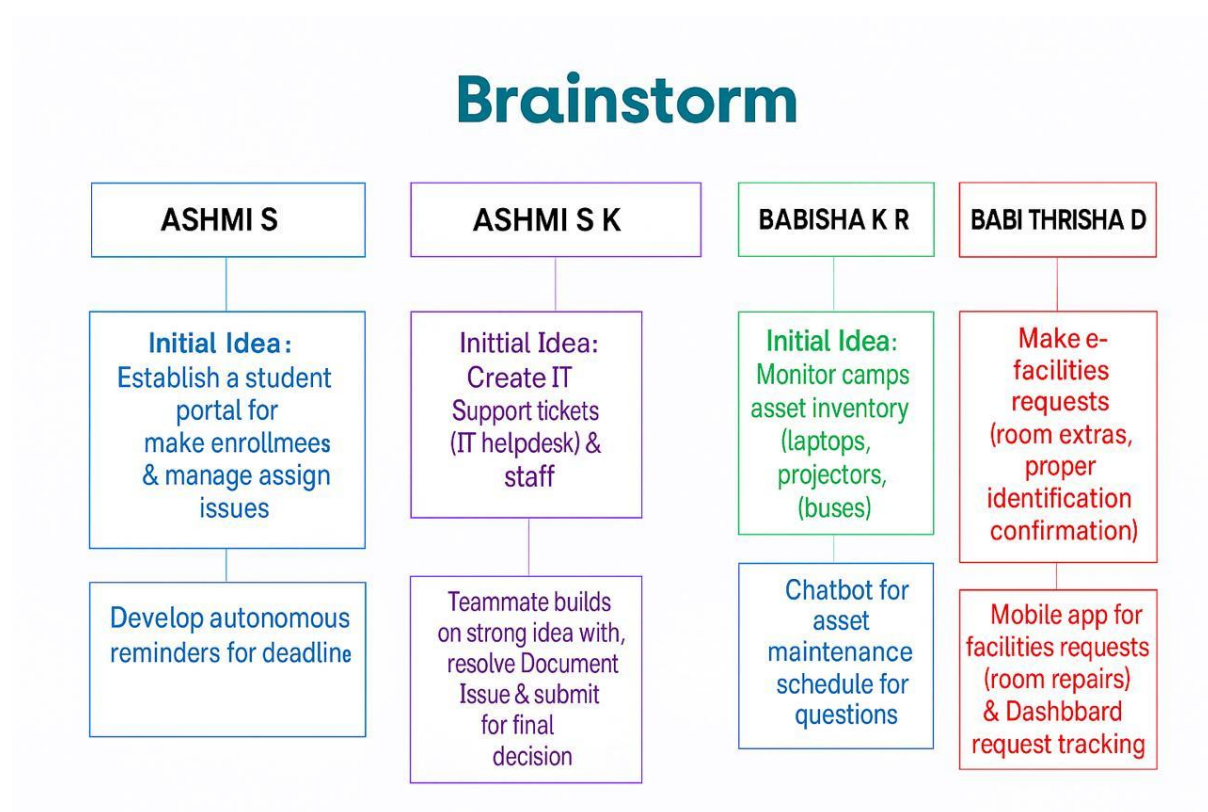 Brainstorm
ASHMI S
Initial Idea:
Establish a student
portal for
make enrollmees
& manage assign
issues
Develop autonomous
reminders for deadline
ASHMI S K
Inittial Idea:
Create IT
Support tickets
(IT helpdesk) &
staff
Teammate builds
on strong idea with,
resolve Document
Issue & submit
for final
decision
BABISHA K R
Initial Idea:
Monitor camps
asset inventory
(laptops,
projectors,
(buses)
Chatbot for
asset
maintenance
schedule for
questions
BABI THRISHA D
Make e-
facilities
requests
(room extras,
proper
identification
confirmation)
Mobile app for
facilities requests
(room repairs)
& Dashbbard
request tracking